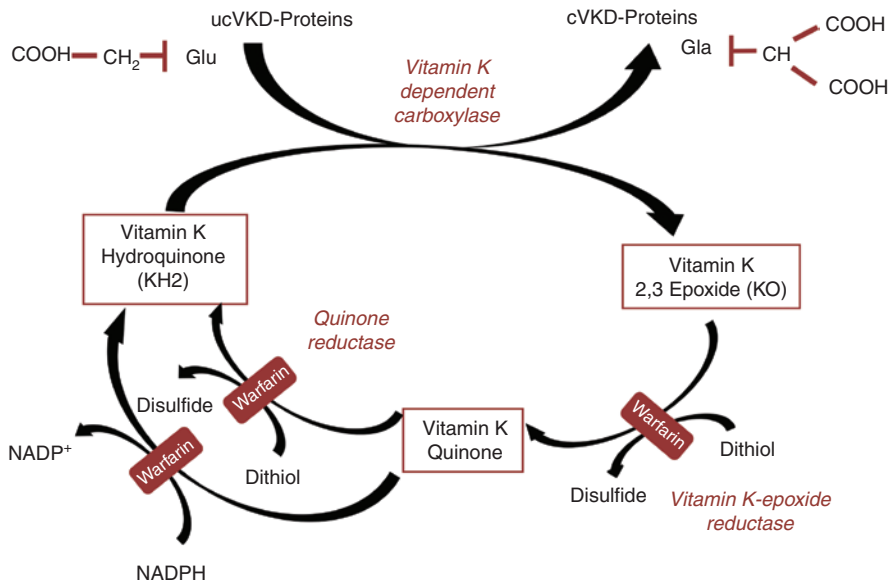 ucVKD-Proteins
cVKD-Proteins
COOH
CH2
Glu
Gla
CH
COOH
COOH
Vitamin K
dependent
carboxylase
Vitamin K
Hydroquinone
(KH2)
Vitamin K
2,3 Epoxide (KO)
Quinone
reductase
Warfarin
Disulfide
Dithiol
Vitamin K
Quinone
Warfarin
Dithiol
Disulfide
Vitamin K-epoxide
reductase
NADP+
Warfarin
NADPH